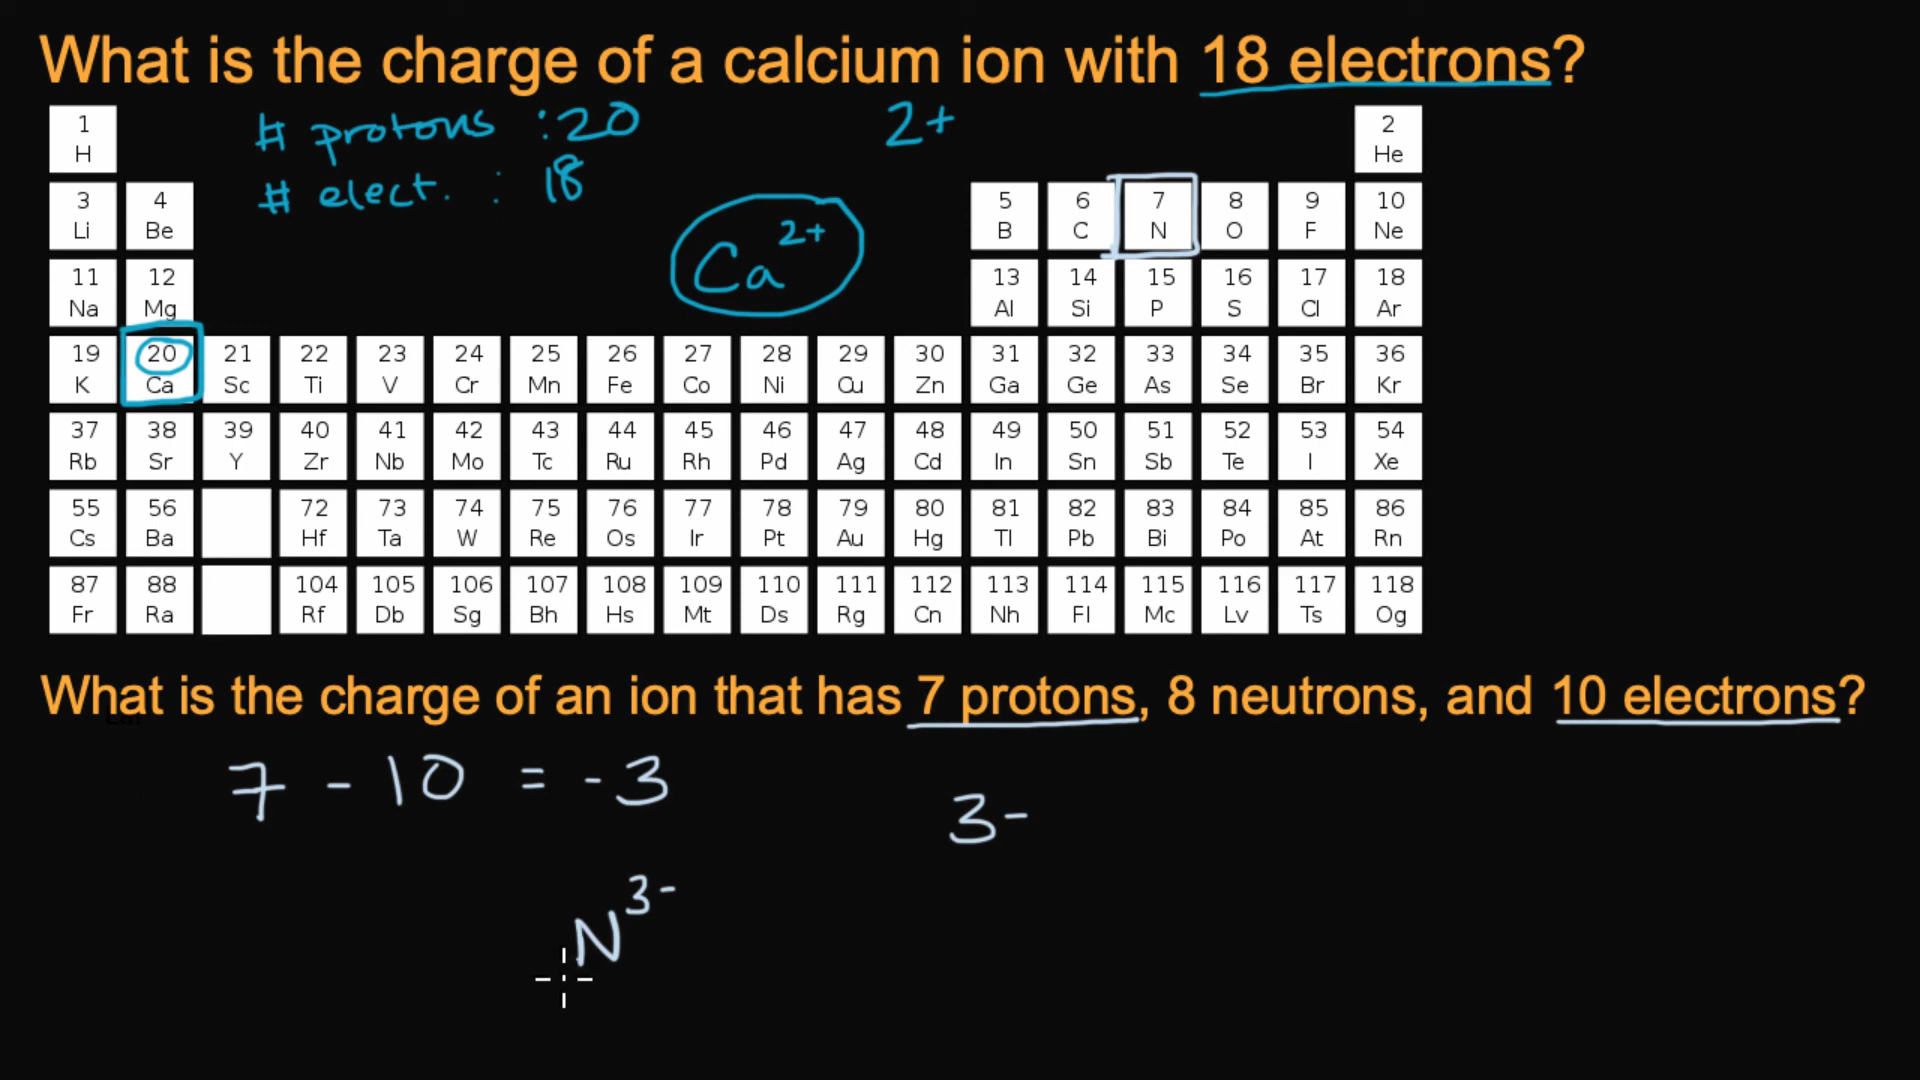 What is the charge of a calcium ion with 18 electrons?
# protons : 20
2+
# elect. : 18
Ca 2+
1 2
H He
3 4 5 6 7 8 9 10
Li Be B C N O F Ne
11 12 13 14 15 16 17 18
Na Mg Al Si P S Cl Ar
19 20 21 22 23 24 25 26 27 28 29 30 31 32 33 34 35 36
K Ca Sc Ti V Cr Mn Fe Co Ni Cu Zn Ga Ge As Se Br Kr
37 38 39 40 41 42 43 44 45 46 47 48 49 50 51 52 53 54
Rb Sr Y Zr Nb Mo Tc Ru Rh Pd Ag Cd In Sn Sb Te I Xe
55 56 72 73 74 75 76 77 78 79 80 81 82 83 84 85 86
Cs Ba Hf Ta W Re Os Ir Pt Au Hg Tl Pb Bi Po At Rn
87 88 104 105 106 107 108 109 110 111 112 113 114 115 116 117 118
Fr Ra Rf Db Sg Bh Hs Mt Ds Rg Cn Nh Fl Mc Lv Ts Og
What is the charge of an ion that has 7 protons, 8 neutrons, and 10 electrons?
7 - 10 = -3
3-
N 3-